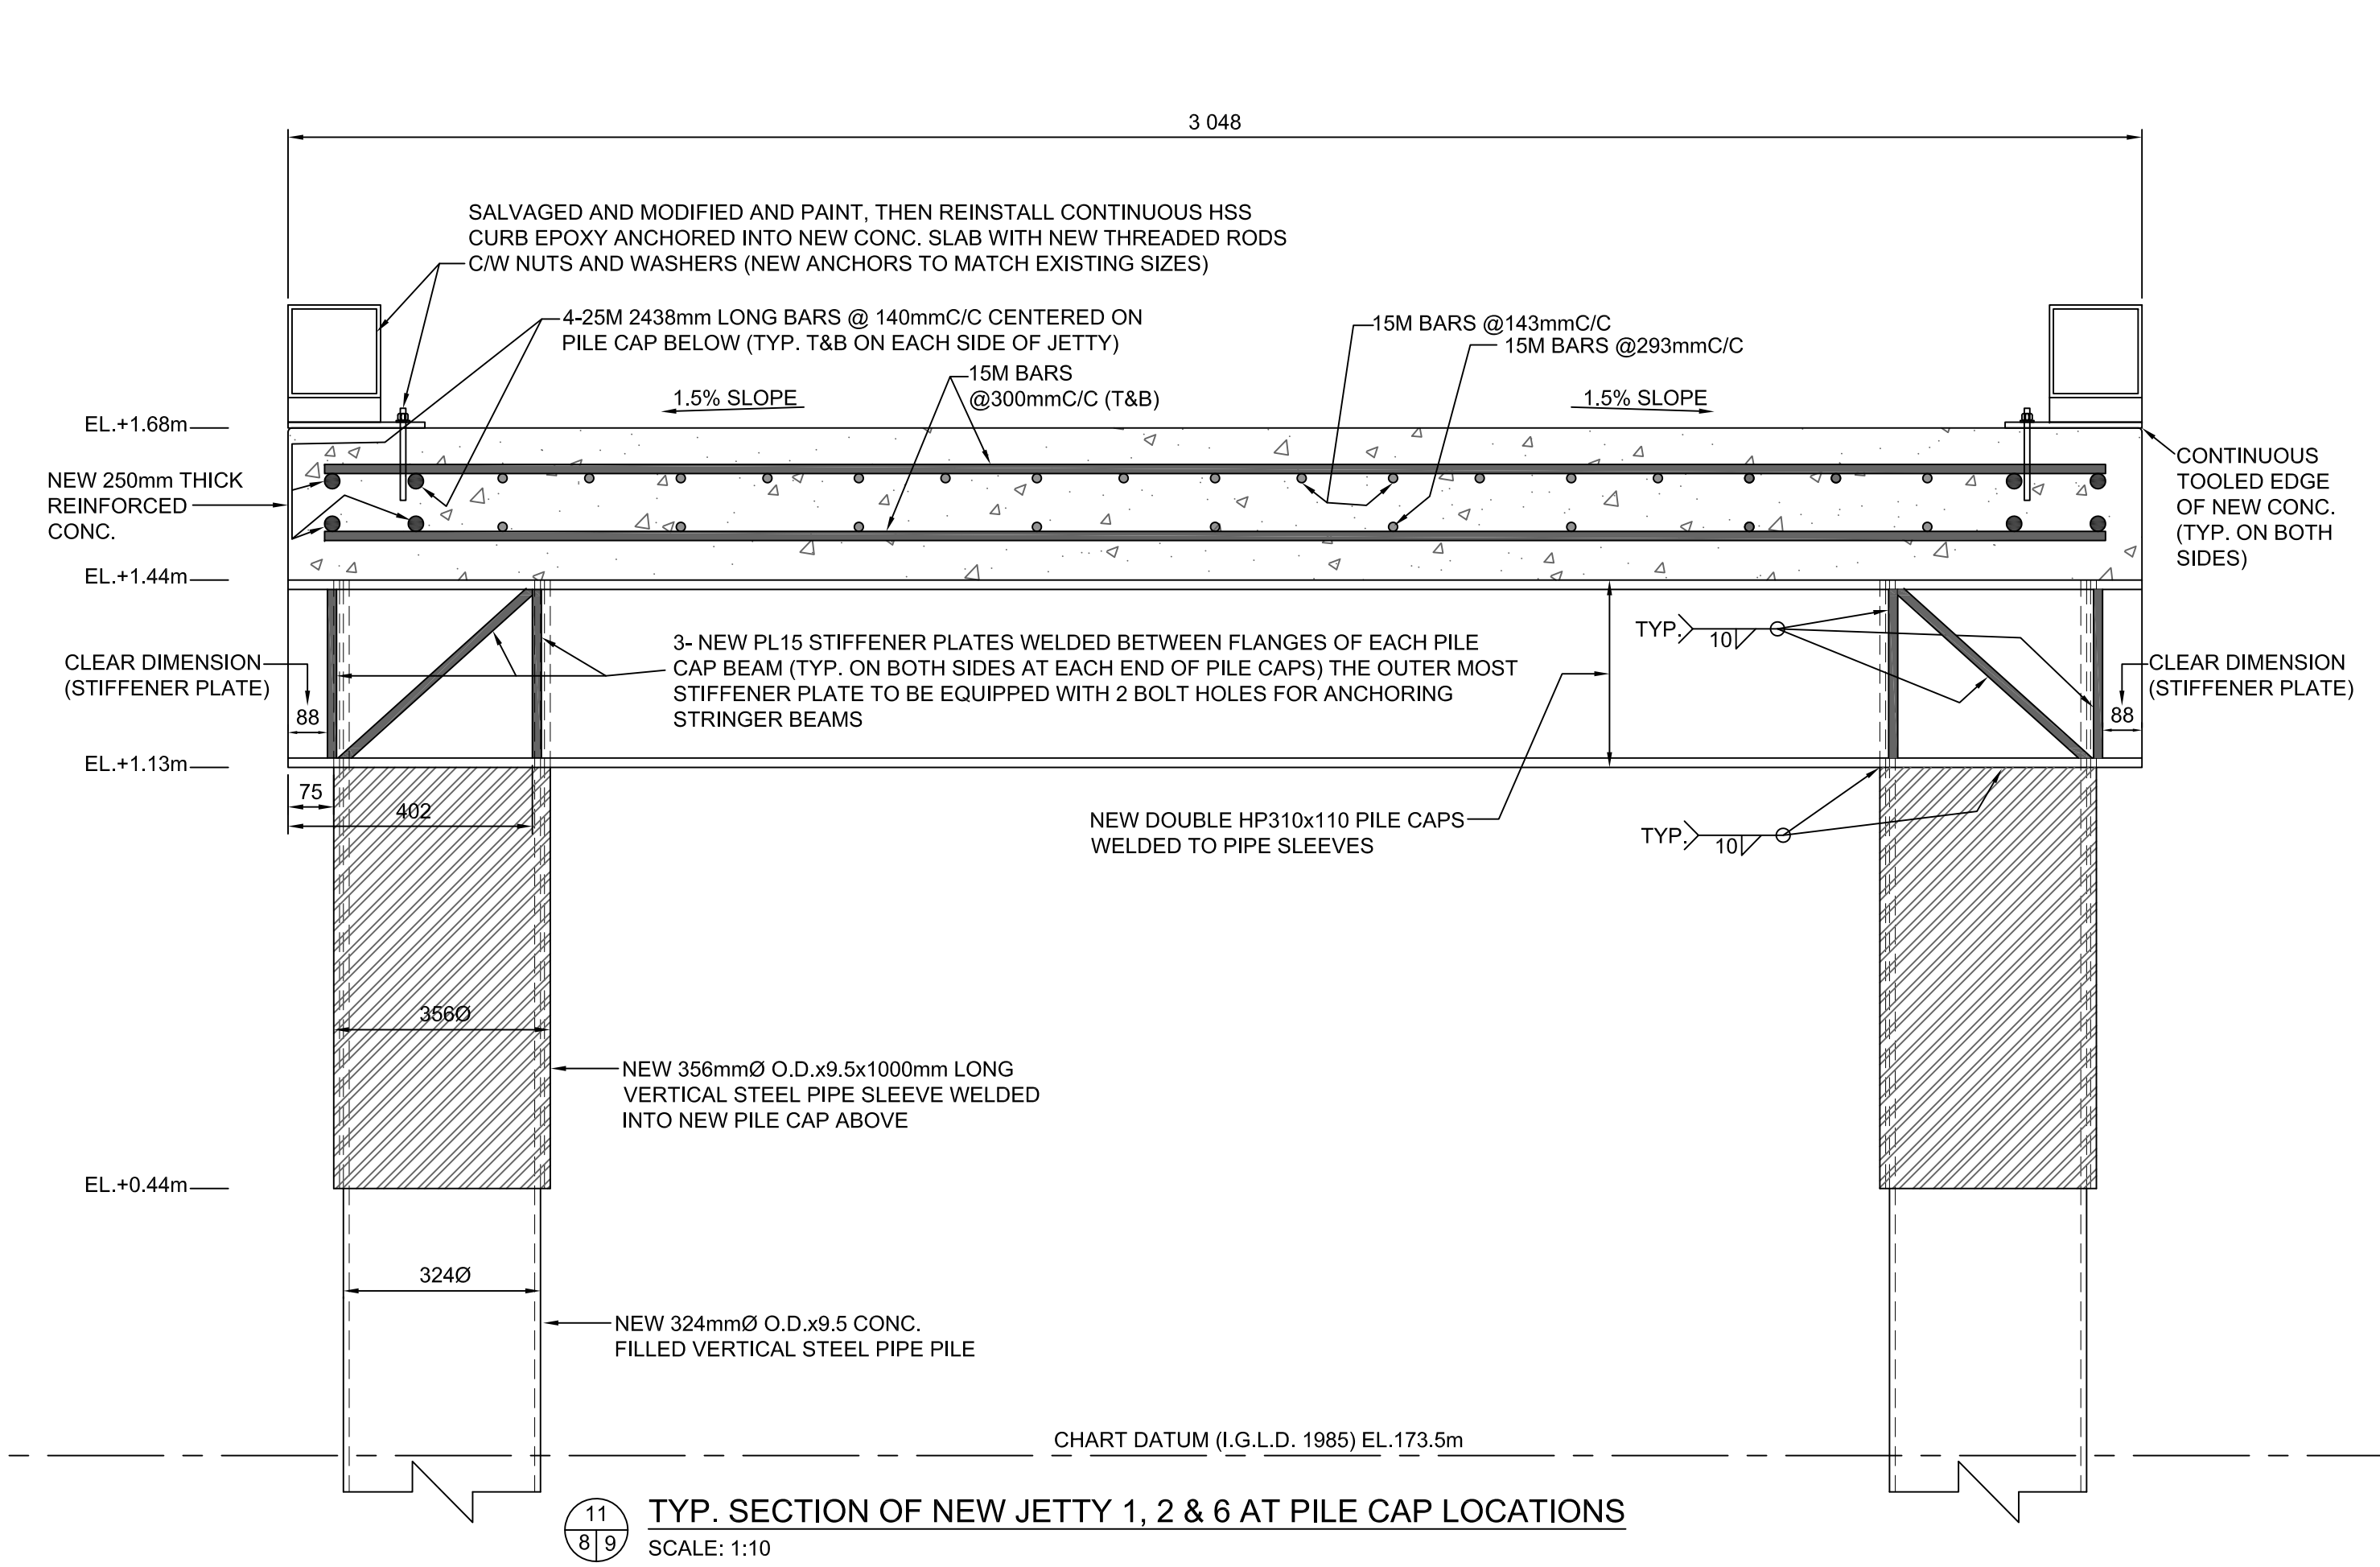 3 048
SALVAGED AND MODIFIED AND PAINT, THEN REINSTALL CONTINUOUS HSS
CURB EPOXY ANCHORED INTO NEW CONC. SLAB WITH NEW THREADED RODS
C/W NUTS AND WASHERS (NEW ANCHORS TO MATCH EXISTING SIZES)
4-25M 2438mm LONG BARS @ 140mmC/C CENTERED ON
PILE CAP BELOW (TYP. T&B ON EACH SIDE OF JETTY)
15M BARS @143mmC/C
15M BARS @293mmC/C
15M BARS
@300mmC/C (T&B)
1.5% SLOPE
1.5% SLOPE
EL.+1.68m
NEW 250mm THICK
REINFORCED
CONC.
CONTINUOUS
TOOLED EDGE
OF NEW CONC.
(TYP. ON BOTH
SIDES)
EL.+1.44m
3- NEW PL15 STIFFENER PLATES WELDED BETWEEN FLANGES OF EACH PILE
CAP BEAM (TYP. ON BOTH SIDES AT EACH END OF PILE CAPS) THE OUTER MOST
STIFFENER PLATE TO BE EQUIPPED WITH 2 BOLT HOLES FOR ANCHORING
STRINGER BEAMS
TYP.
10
CLEAR DIMENSION
(STIFFENER PLATE)
88
CLEAR DIMENSION
(STIFFENER PLATE)
88
EL.+1.13m
75
402
NEW DOUBLE HP310x110 PILE CAPS
WELDED TO PIPE SLEEVES
TYP.
10
356Ø
NEW 356mmØ O.D.x9.5x1000mm LONG
VERTICAL STEEL PIPE SLEEVE WELDED
INTO NEW PILE CAP ABOVE
EL.+0.44m
324Ø
NEW 324mmØ O.D.x9.5 CONC.
FILLED VERTICAL STEEL PIPE PILE
CHART DATUM (I.G.L.D. 1985) EL.173.5m
11
8 9
TYP. SECTION OF NEW JETTY 1, 2 & 6 AT PILE CAP LOCATIONS
SCALE: 1:10